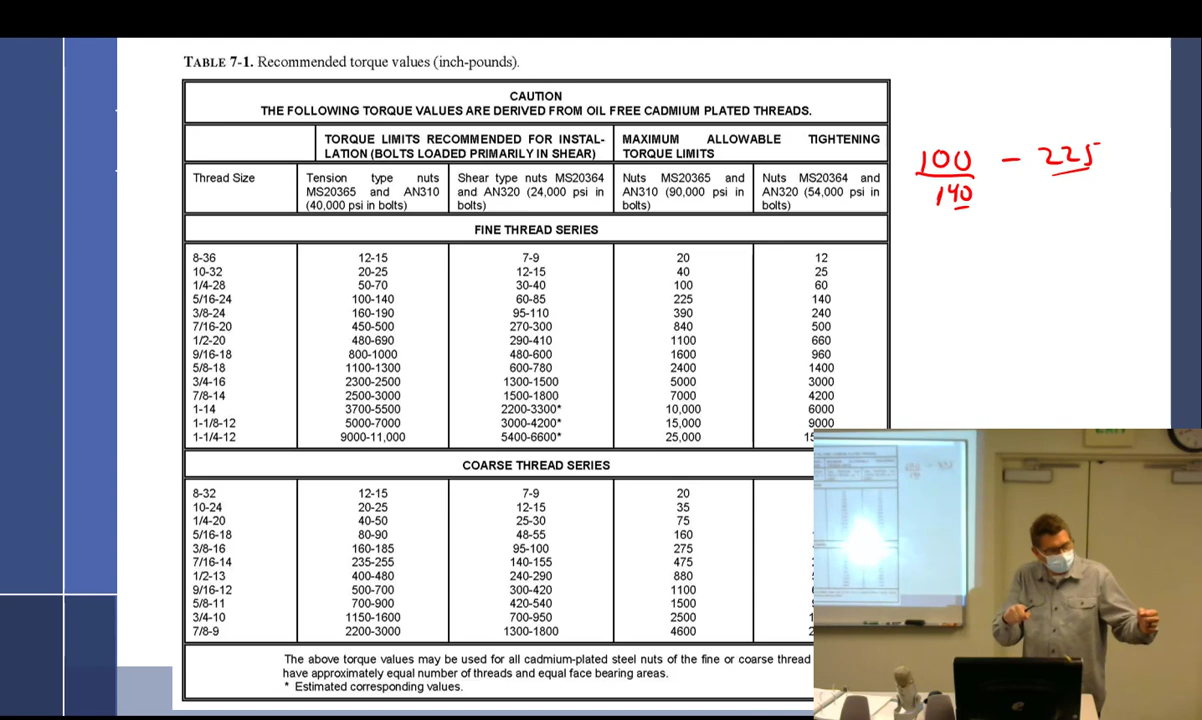 TABLE 7-1. Recommended torque values (inch-pounds).
CAUTION
THE FOLLOWING TORQUE VALUES ARE DERIVED FROM OIL FREE CADMIUM PLATED THREADS.
TORQUE LIMITS RECOMMENDED FOR INSTAL-
LATION (BOLTS LOADED PRIMARILY IN SHEAR)
MAXIMUM ALLOWABLE TIGHTENING
TORQUE LIMITS
100 - 225
140
Thread Size
Tension type nuts
MS20365 and AN310
(40,000 psi in bolts)
Shear type nuts MS20364
and AN320 (24,000 psi in
bolts)
Nuts MS20365 and
AN310 (90,000 psi in
bolts)
Nuts MS20364 and
AN320 (54,000 psi in
bolts)
FINE THREAD SERIES
8-36 12-15 7-9 20 12
10-32 20-25 12-15 40 25
1/4-28 50-70 30-40 100 60
5/16-24 100-140 60-85 225 140
3/8-24 160-190 95-110 390 240
7/16-20 450-500 270-300 840 500
1/2-20 480-690 290-410 1100 660
9/16-18 800-1000 480-600 1600 960
5/8-18 1100-1300 600-780 2400 1400
3/4-16 2300-2500 1300-1500 5000 3000
7/8-14 2500-3000 1500-1800 7000 4200
1-14 3700-5500 2200-3300* 10,000 6000
1-1/8-12 5000-7000 3000-4200* 15,000 9000
1-1/4-12 9000-11,000 5400-6600* 25,000
COARSE THREAD SERIES
8-32 12-15 7-9 20
10-24 20-25 12-15 35
1/4-20 40-50 25-30 75
5/16-18 80-90 48-55 160
3/8-16 160-185 95-100 275
7/16-14 235-255 140-155 475
1/2-13 400-480 240-290 880
9/16-12 500-700 300-420 1100
5/8-11 700-900 420-540 1500
3/4-10 1150-1600 700-950 2500
7/8-9 2200-3000 1300-1800 4600
The above torque values may be used for all cadmium-plated steel nuts of the fine or coarse thread
have approximately equal number of threads and equal face bearing areas.
* Estimated corresponding values.